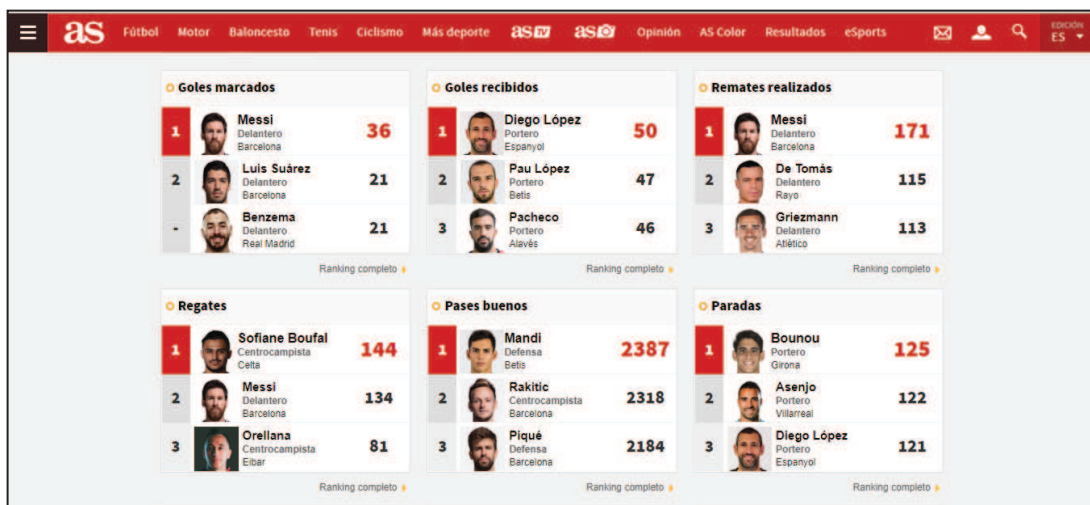 as Fútbol Motor Baloncesto Tenis Ciclismo Más deporte as TV as Opinión AS Color Resultados eSports EDICIÓN ES
Goles marcados
1 Messi 36
Delantero
Barcelona
2 Luis Suárez 21
Delantero
Barcelona
- Benzema 21
Delantero
Real Madrid
Ranking completo
Goles recibidos
1 Diego López 50
Portero
Espanyol
2 Pau López 47
Portero
Betis
3 Pacheco 46
Portero
Alavés
Ranking completo
Remates realizados
1 Messi 171
Delantero
Barcelona
2 De Tomás 115
Delantero
Rayo
3 Griezmann 113
Delantero
Atlético
Ranking completo
Regates
1 Sofiane Boufal 144
Centrocampista
Celta
2 Messi 134
Delantero
Barcelona
3 Orellana 81
Centrocampista
Eibar
Ranking completo
Pases buenos
1 Mandi 2387
Defensa
Betis
2 Rakitic 2318
Centrocampista
Barcelona
3 Piqué 2184
Defensa
Barcelona
Ranking completo
Paradas
1 Bounou 125
Portero
Girona
2 Asenjo 122
Portero
Villarreal
3 Diego López 121
Portero
Espanyol
Ranking completo